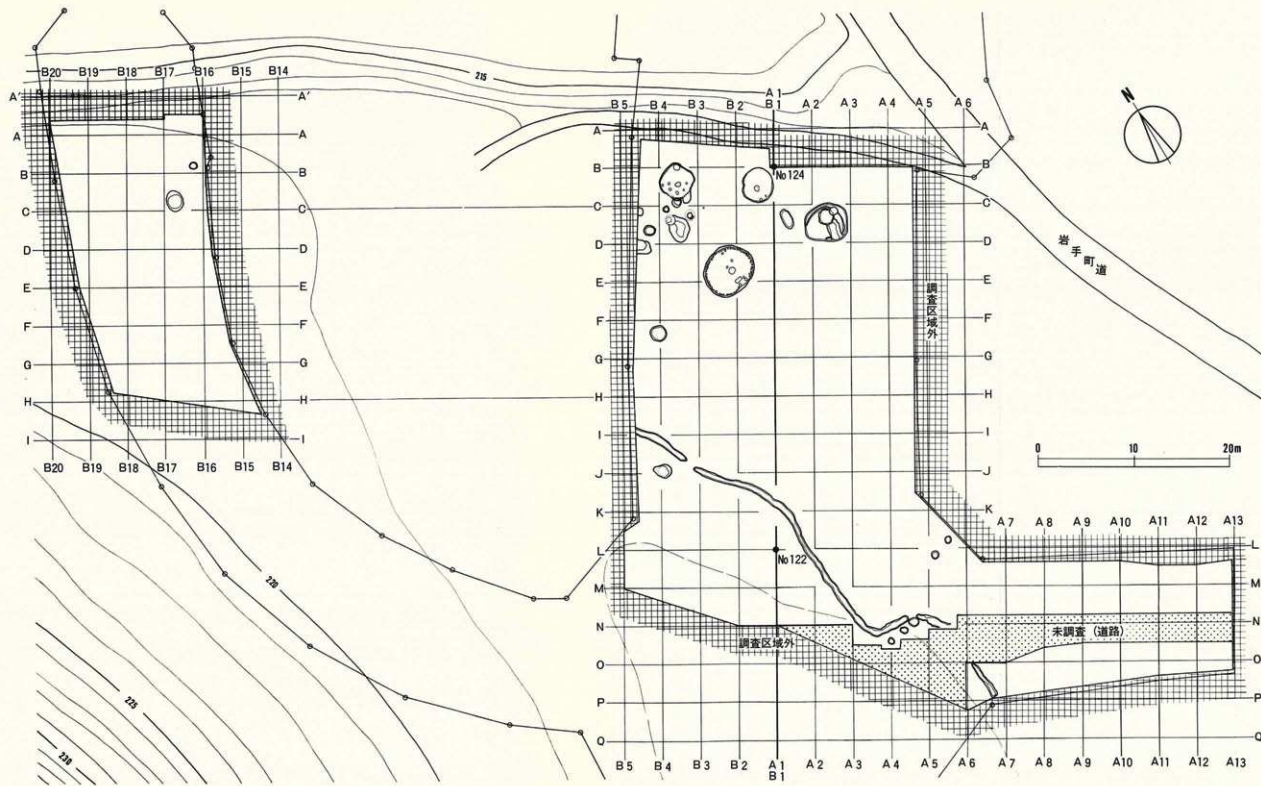 215
B20 B19 B18 B17 B16 B15 B14
A1
B5 B4 B3 B2 B1 A2 A3 A4 A5 A6
N
A' A'
A A A A
B B B B
No124
C C C C
D D D D
E E E E
F F F F
G G G G
H H H H
I I I I
J J
K K
L L
M M
N N
O O
P P
Q Q
岩手町道
調査区域外
0 10 20m
B20 B19 B18 B17 B16 B15 B14
A7 A8 A9 A10 A11 A12 A13
No122
220
調査区域外
未調査(道路)
225
230
B5 B4 B3 B2 A1 A2 A3 A4 A5 A6 A7 A8 A9 A10 A11 A12 A13
B1